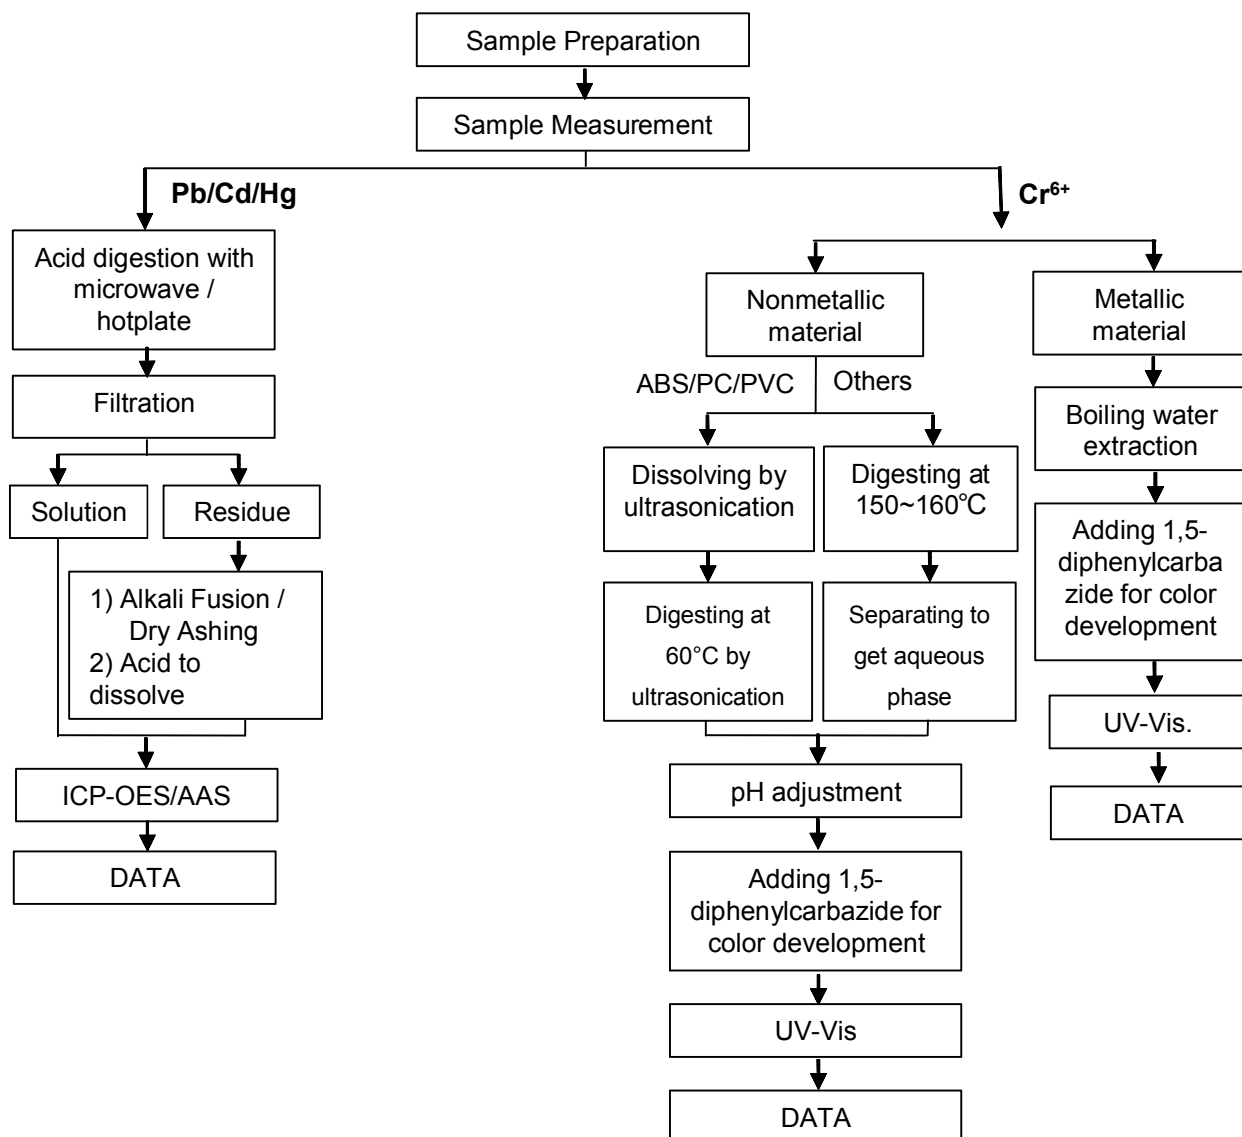 Sample Preparation
Sample Measurement
Pb/Cd/Hg
Cr⁶⁺
Acid digestion with
microwave /
hotplate
Filtration
Solution
Residue
1) Alkali Fusion /
Dry Ashing
2) Acid to
dissolve
ICP-OES/AAS
DATA
Nonmetallic
material
ABS/PC/PVC
Others
Dissolving by
ultrasonication
Digesting at
150~160℃
Digesting at
60°C by
ultrasonication
Separating to
get aqueous
phase
pH adjustment
Adding 1,5-
diphenylcarbazide for
color development
UV-Vis
DATA
Metallic
material
Boiling water
extraction
Adding 1,5-
diphenylcarba
zide for color
development
UV-Vis.
DATA